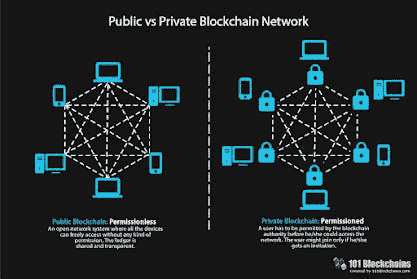 Public vs Private Blockchain Network
Public Blockchain: Permissionless
An open network system where all the devices
can freely access without any kind of
permission. The ledger is
shared and transparent.
Private Blockchain: Permissioned
A user has to be permitted by the blockchain
authority before he/she could access the
network. The user might join only if he/she
gets an invitation.
101 Blockchains